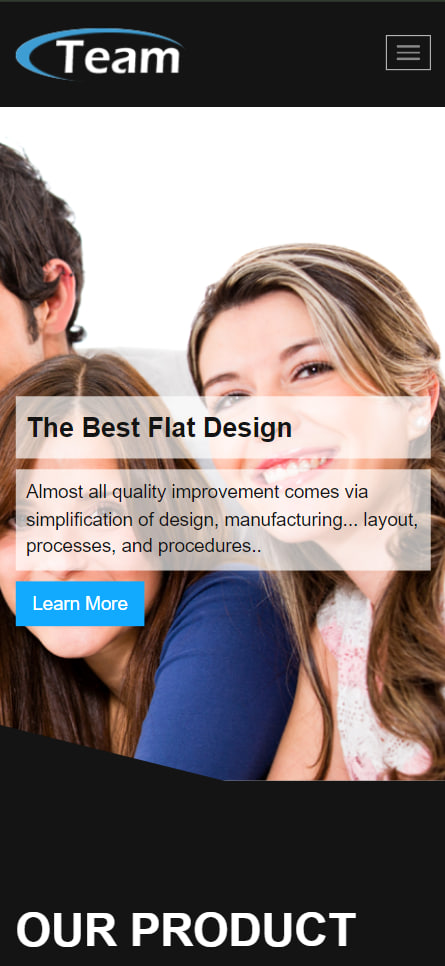 Team
The Best Flat Design
Almost all quality improvement comes via
simplification of design, manufacturing... layout,
processes, and procedures..
Learn More
OUR PRODUCT